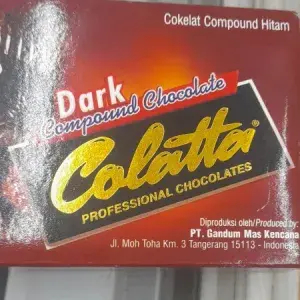 Cokelat Compound Hitam
Dark
Compound Chocolate
Colatta®
PROFESSIONAL CHOCOLATES
Diproduksi oleh/Produced by:
PT. Gandum Mas Kencana
Jl. Moh Toha Km. 3 Tangerang 15113 - Indonesia